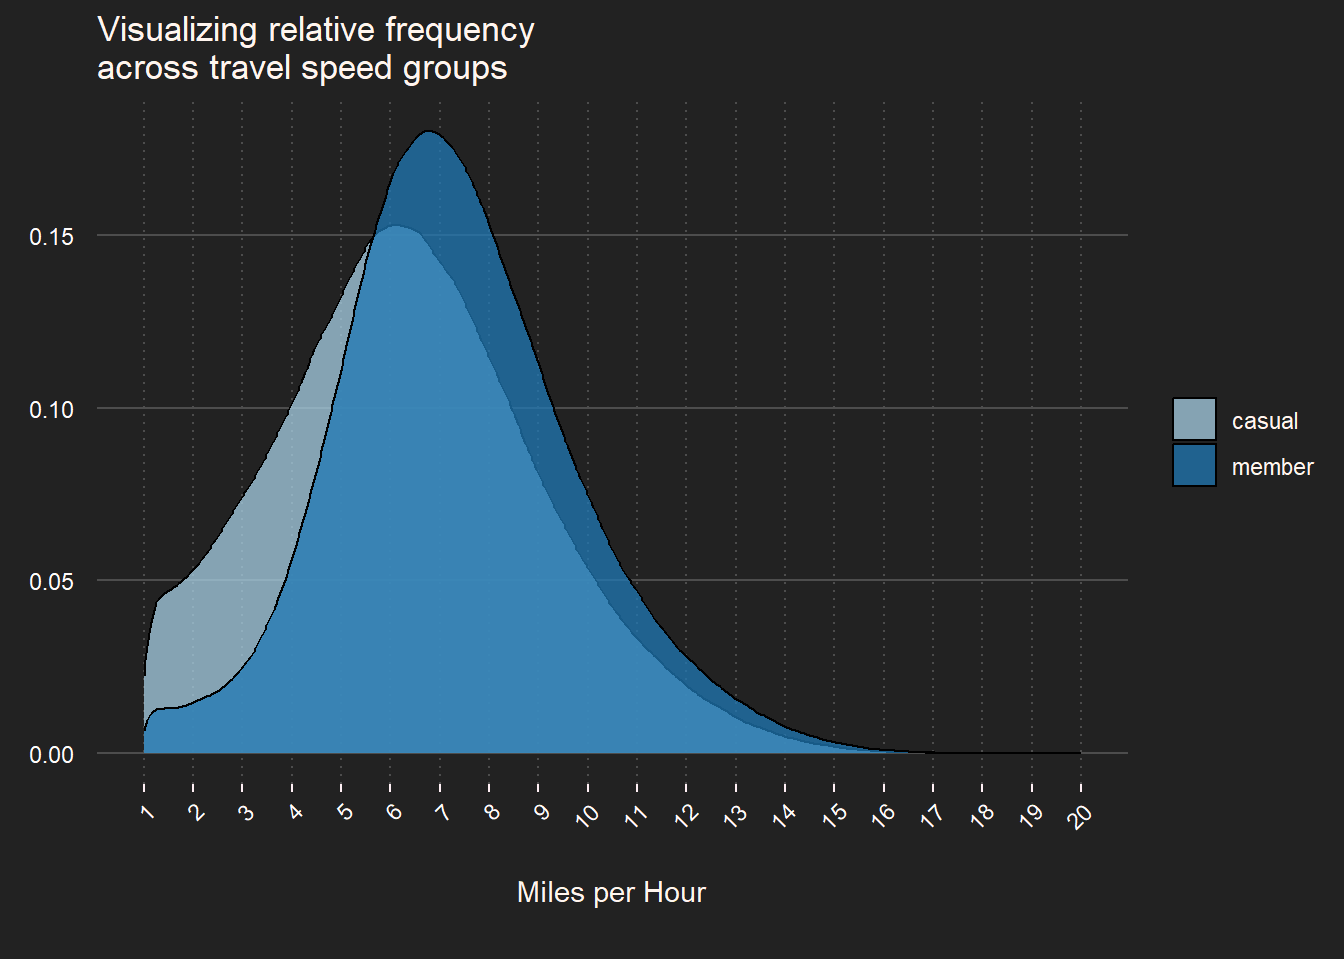 Visualizing relative frequency
across travel speed groups
0.15
0.10
0.05
0.00
casual
member
1 2 3 4 5 6 7 8 9 10 11 12 13 14 15 16 17 18 19 20
Miles per Hour